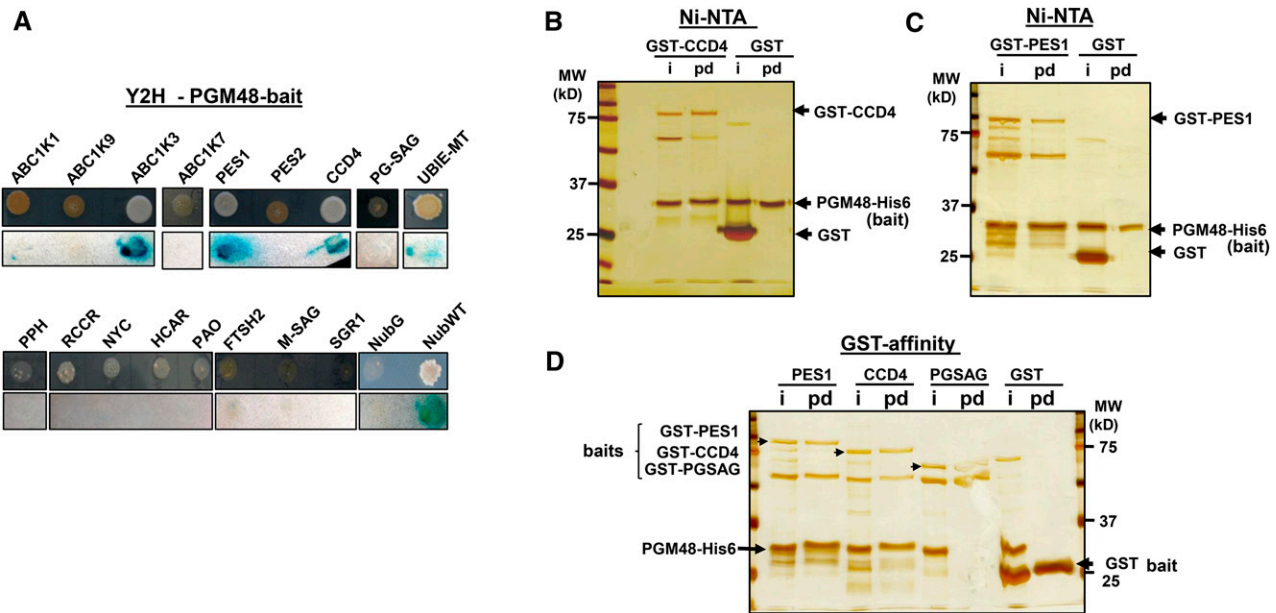 A
Y2H - PGM48-bait
ABC1K1 ABC1K9 ABC1K3 ABC1K7 PES1 PES2 CCD4 PG-SAG UBIE-MT
PPH RCCR NYC HCAR PAO FTSH2 M-SAG SGR1 NubG NubWT
B
Ni-NTA
GST-CCD4 GST
i pd i pd
MW
(kD)
75
37
25
GST-CCD4
PGM48-His6
(bait)
GST
C
Ni-NTA
GST-PES1 GST
i pd i pd
MW
(kD)
75
37
25
GST-PES1
PGM48-His6
(bait)
GST
D
GST-affinity
PES1 CCD4 PGSAG GST
i pd i pd i pd i pd
MW
(kD)
baits
GST-PES1
GST-CCD4
GST-PGSAG
PGM48-His6
75
37
GST bait
25